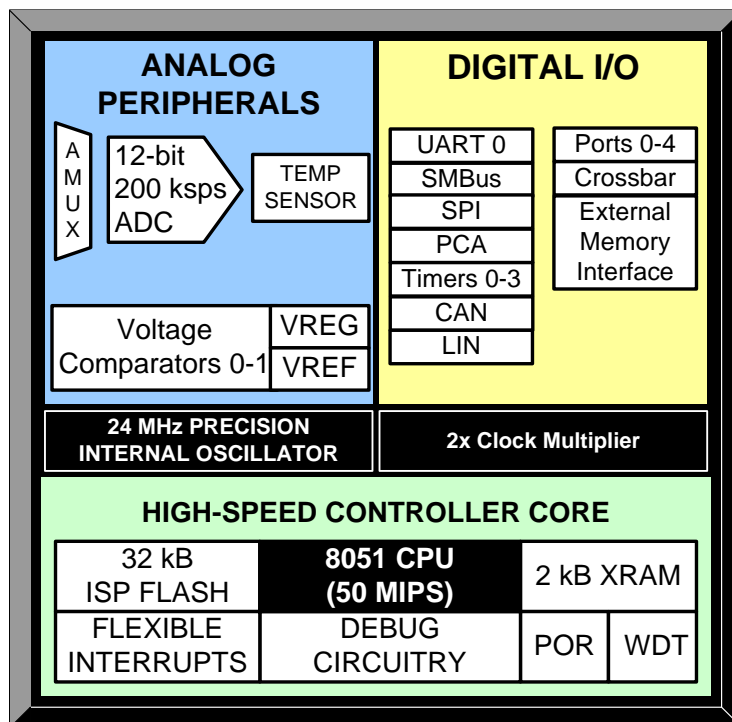 ANALOG
PERIPHERALS
A
M
U
X
12-bit
200 ksps
ADC
TEMP
SENSOR
Voltage
Comparators 0-1
VREG
VREF
DIGITAL I/O
UART 0
SMBus
SPI
PCA
Timers 0-3
CAN
LIN
Ports 0-4
Crossbar
External
Memory
Interface
24 MHz PRECISION
INTERNAL OSCILLATOR
2x Clock Multiplier
HIGH-SPEED CONTROLLER CORE
32 kB
ISP FLASH
8051 CPU
(50 MIPS)
2 kB XRAM
FLEXIBLE
INTERRUPTS
DEBUG
CIRCUITRY
POR
WDT